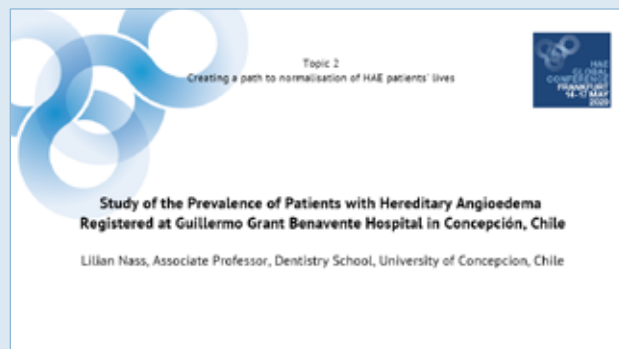 Topic 2
Creating a path to normalisation of HAE patients' lives
HAE
GLOBAL
CONFERENCE
FRANKFURT
14-17 MAY
2020
Study of the Prevalence of Patients with Hereditary Angioedema
Registered at Guillermo Grant Benavente Hospital in Concepción, Chile
Lilian Nass, Associate Professor, Dentistry School, University of Concepcion, Chile